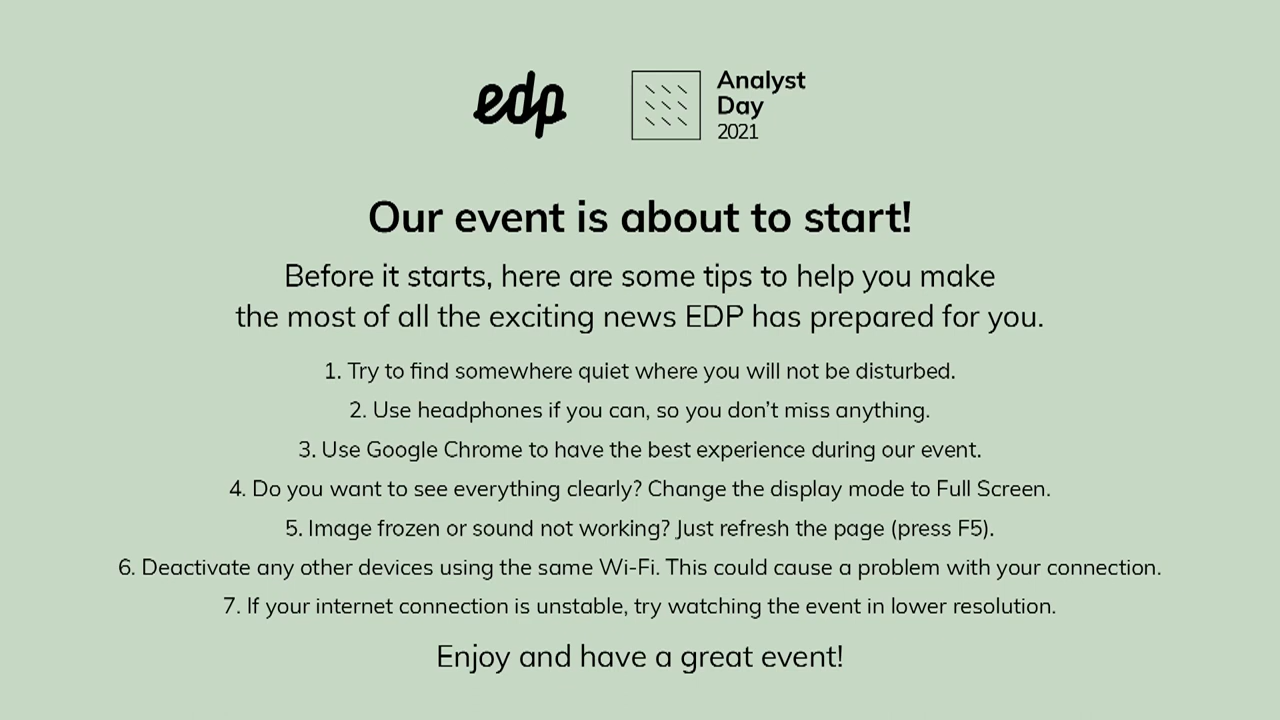 edp
Analyst
Day
2021
Our event is about to start!
Before it starts, here are some tips to help you make
the most of all the exciting news EDP has prepared for you.
1. Try to find somewhere quiet where you will not be disturbed.
2. Use headphones if you can, so you don’t miss anything.
3. Use Google Chrome to have the best experience during our event.
4. Do you want to see everything clearly? Change the display mode to Full Screen.
5. Image frozen or sound not working? Just refresh the page (press F5).
6. Deactivate any other devices using the same Wi-Fi. This could cause a problem with your connection.
7. If your internet connection is unstable, try watching the event in lower resolution.
Enjoy and have a great event!